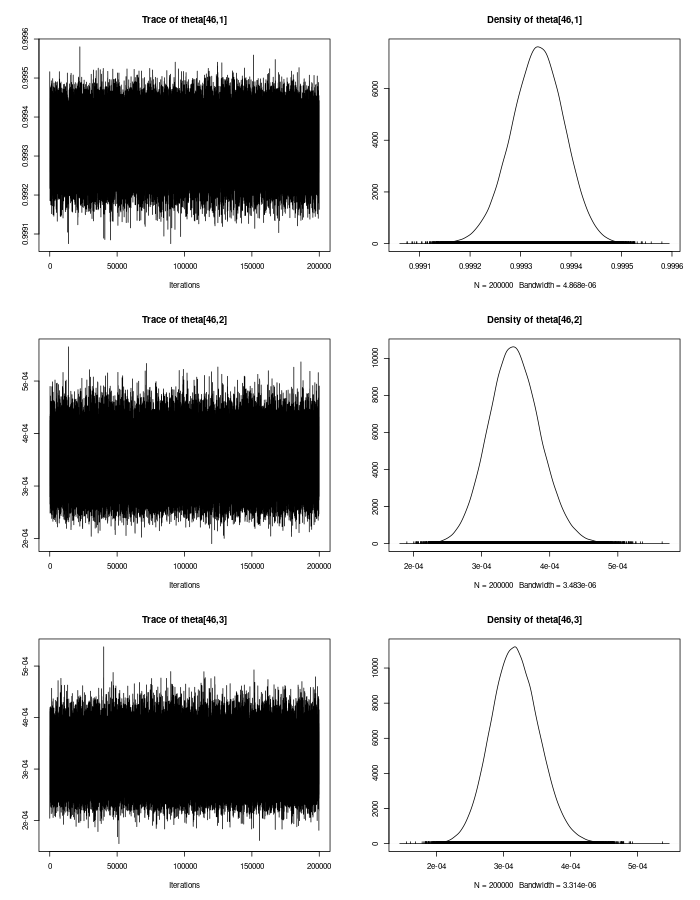 Trace of theta[46,1]
0.9991 0.9992 0.9993 0.9994 0.9995 0.9996
0 50000 100000 150000 200000
Iterations
Density of theta[46,1]
0 2000 4000 6000
0.9991 0.9992 0.9993 0.9994 0.9995 0.9996
N = 200000 Bandwidth = 4.868e-06
Trace of theta[46,2]
2e-04 3e-04 4e-04 5e-04
0 50000 100000 150000 200000
Iterations
Density of theta[46,2]
0 2000 4000 6000 8000 10000
2e-04 3e-04 4e-04 5e-04
N = 200000 Bandwidth = 3.483e-06
Trace of theta[46,3]
2e-04 3e-04 4e-04 5e-04
0 50000 100000 150000 200000
Iterations
Density of theta[46,3]
0 2000 4000 6000 8000 10000
2e-04 3e-04 4e-04 5e-04
N = 200000 Bandwidth = 3.314e-06